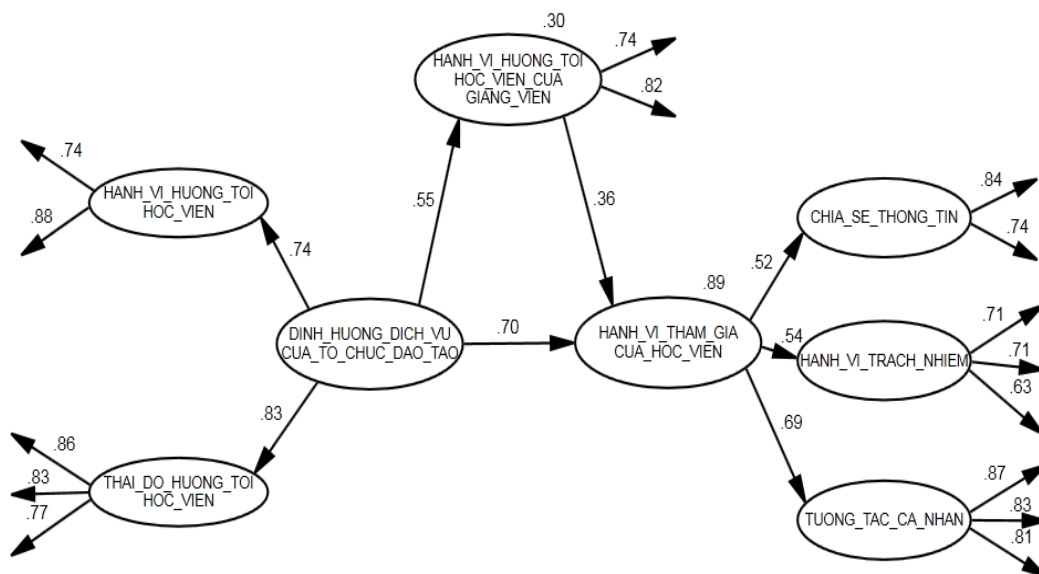 .30
HANH_VI_HUONG_TOI
HOC_VIEN_CUA
GIANG_VIEN
.74
.82
.74
HANH_VI_HUONG_TOI
HOC_VIEN
.88
.55
.36
.84
CHIA_SE_THONG_TIN
.74
.74
.52
.89
DINH_HUONG_DICH_VU
CUA_TO_CHUC_DAO_TAO
.70
HANH_VI_THAM_GIA
CUA_HOC_VIEN
.54
HANH_VI_TRACH_NHIEM
.71
.71
.63
.83
.69
.86
.83
.77
THAI_DO_HUONG_TOI
HOC_VIEN
TUONG_TAC_CA_NHAN
.87
.83
.81